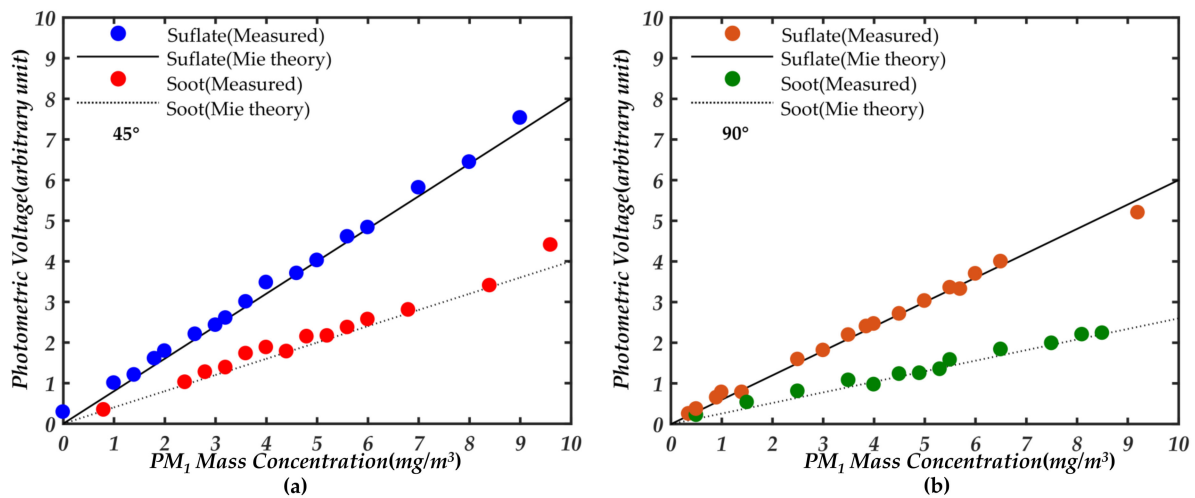 10
9
8
7
6
5
4
3
2
1
0
Photometric Voltage(arbitrary unit)
Suflate(Measured)
Suflate(Mie theory)
Soot(Measured)
Soot(Mie theory)
45°
0 1 2 3 4 5 6 7 8 9 10
PM1 Mass Concentration(mg/m³)
(a)
10
9
8
7
6
5
4
3
2
1
0
Photometric Voltage(arbitrary unit)
Suflate(Measured)
Suflate(Mie theory)
Soot(Measured)
Soot(Mie theory)
90°
0 1 2 3 4 5 6 7 8 9 10
PM1 Mass Concentration(mg/m³)
(b)